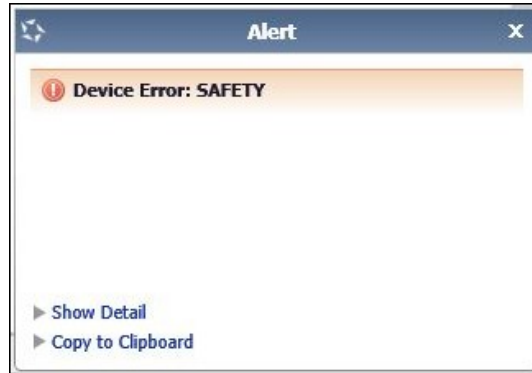 Alert
X
Device Error: SAFETY
Show Detail
Copy to Clipboard